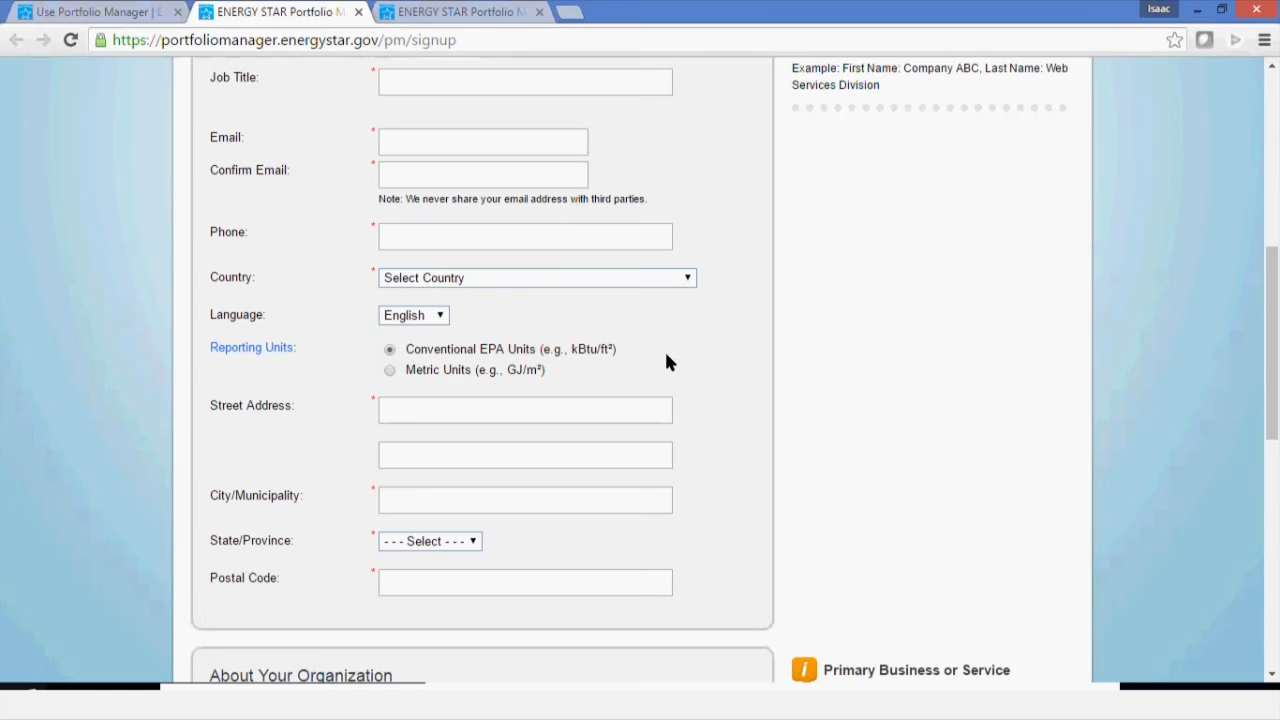 Use Portfolio Manager | E
ENERGY STAR Portfolio M
ENERGY STAR Portfolio M
Isaac
https://portfoliomanager.energystar.gov/pm/signup
Job Title: *
Example: First Name: Company ABC, Last Name: Web
Services Division
Email: *
Confirm Email: *
Note: We never share your email address with third parties.
Phone: *
Country: * Select Country
Language: English
Reporting Units: Conventional EPA Units (e.g., kBtu/ft²)
Metric Units (e.g., GJ/m²)
Street Address: *
City/Municipality: *
State/Province: * - - - Select - - -
Postal Code: *
About Your Organization
i Primary Business or Service